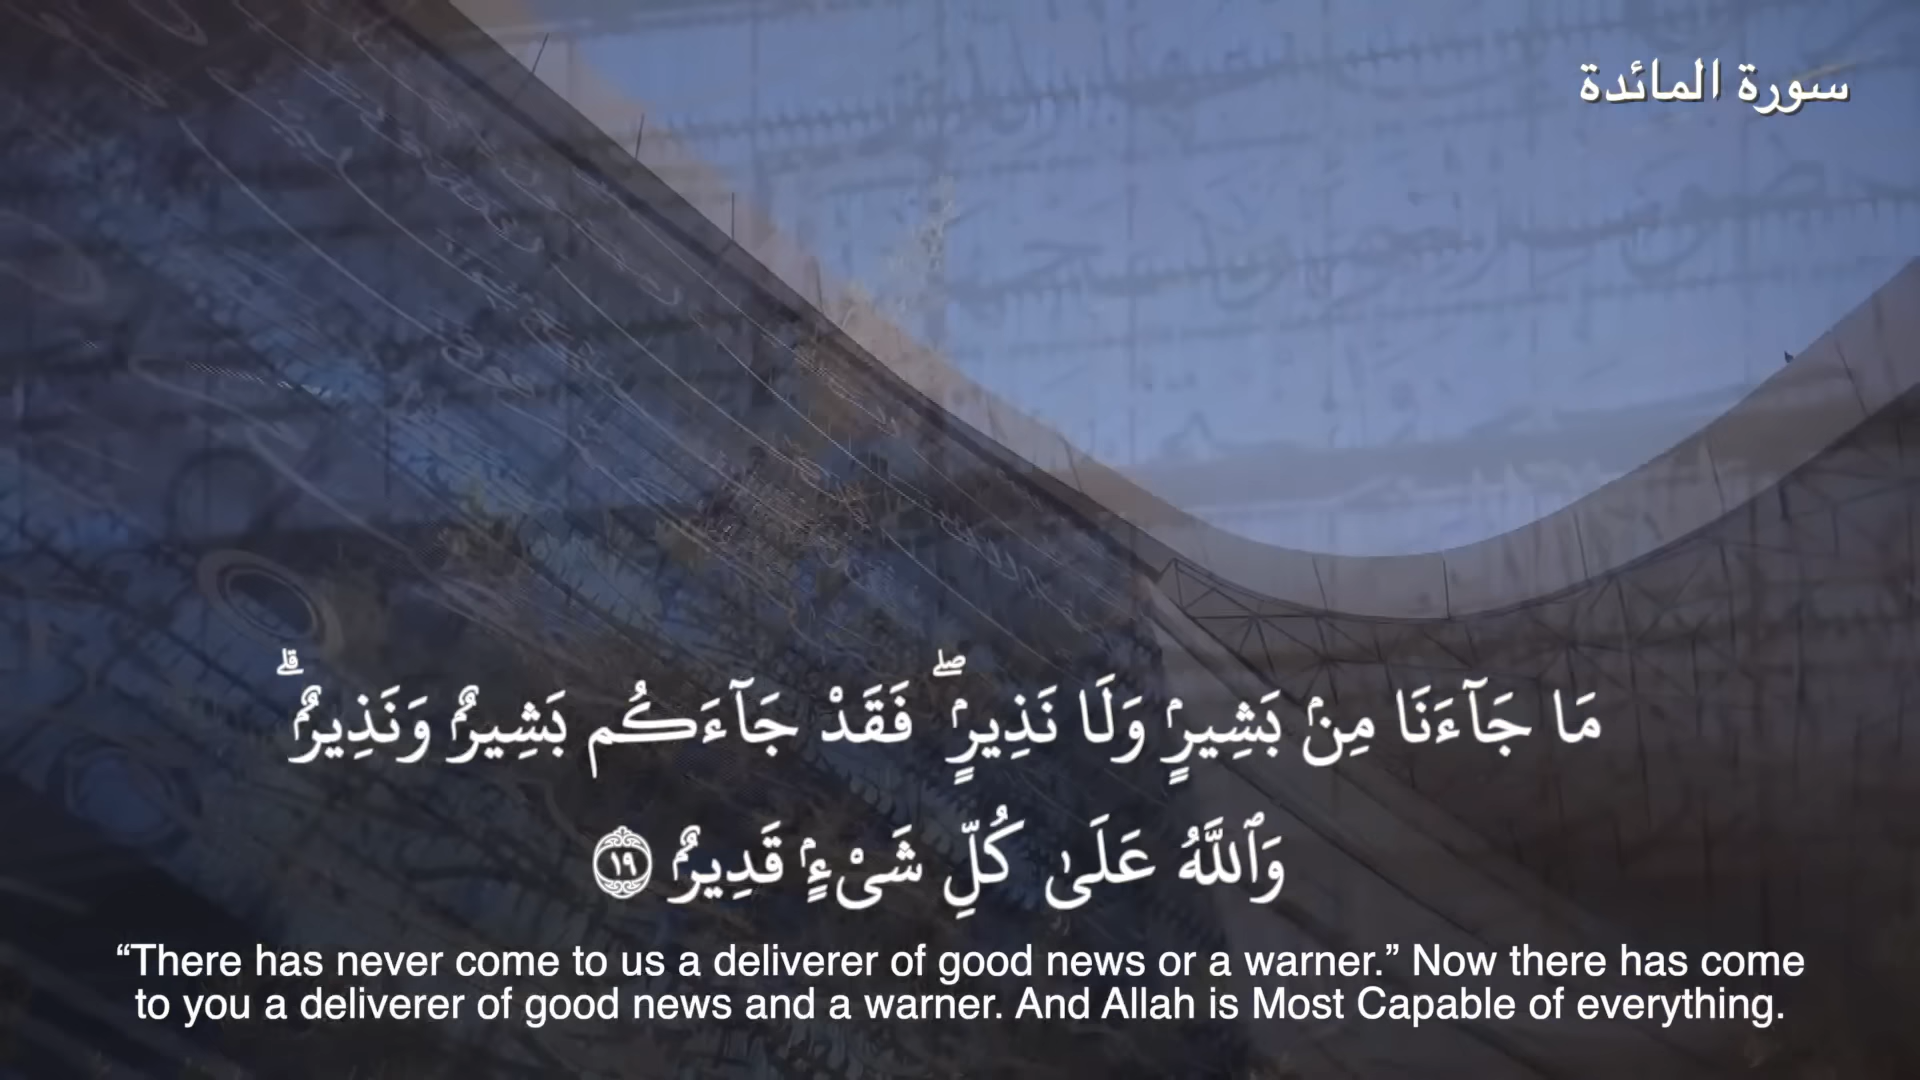 سورة المائدة
مَا جَآءَنَا مِنۢ بَشِيرٍۢ وَلَا نَذِيرٍۢ ۖ فَقَدْ جَآءَكُم بَشِيرٌۭ وَنَذِيرٌۭ ۗ
وَٱللَّهُ عَلَىٰ كُلِّ شَىْءٍۢ قَدِيرٌۭ ١٩
“There has never come to us a deliverer of good news or a warner.” Now there has come
to you a deliverer of good news and a warner. And Allah is Most Capable of everything.